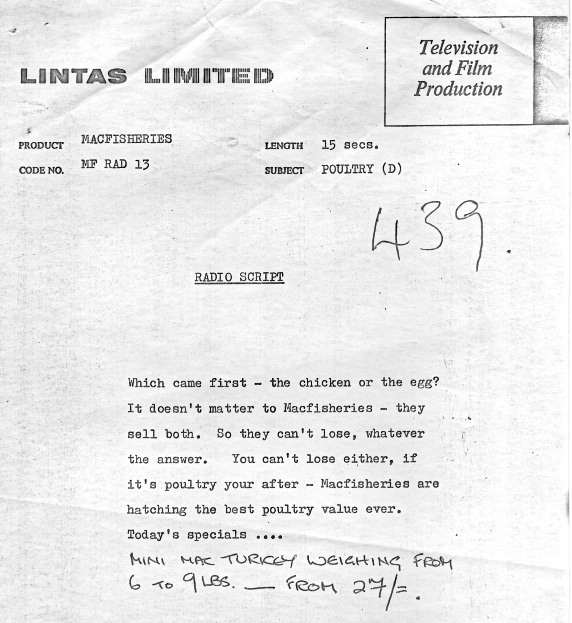 Television
and Film
Production
LINTAS LIMITED
PRODUCT MACFISHERIES LENGTH 15 secs.
CODE NO. MF RAD 13 SUBJECT POULTRY (D)
439.
RADIO SCRIPT
Which came first - the chicken or the egg?
It doesn't matter to Macfisheries - they
sell both. So they can't lose, whatever
the answer. You can't lose either, if
it's poultry your after - Macfisheries are
hatching the best poultry value ever.
Today's specials ....
MINI MAC TURKEY WEIGHING FROM
6 TO 9 LBS. — FROM 27/=.